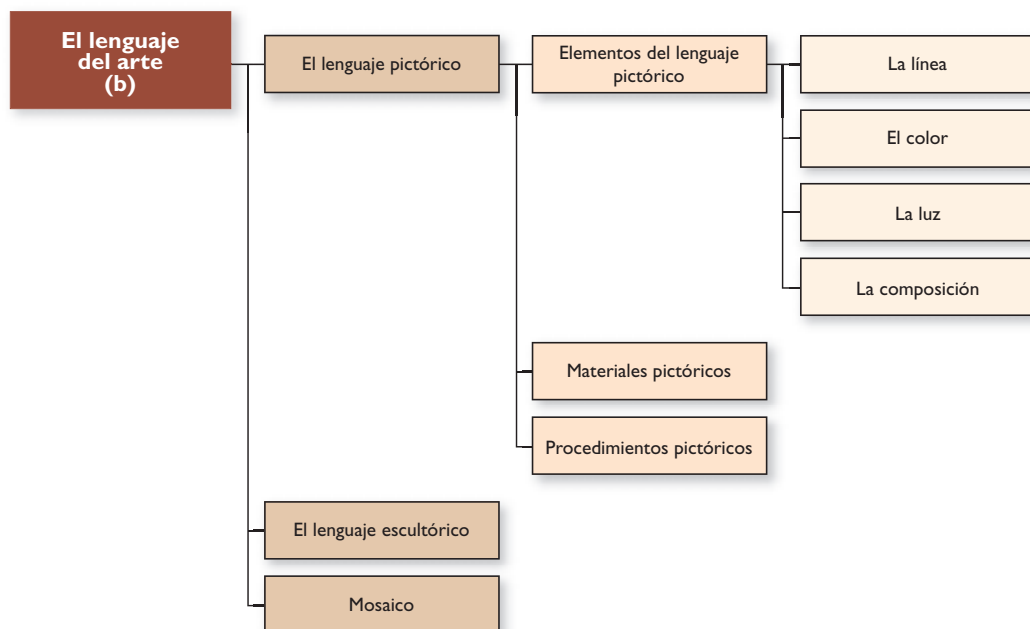 El lenguaje
del arte
(b)
El lenguaje pictórico
Elementos del lenguaje
pictórico
La línea
El color
La luz
La composición
Materiales pictóricos
Procedimientos pictóricos
El lenguaje escultórico
Mosaico